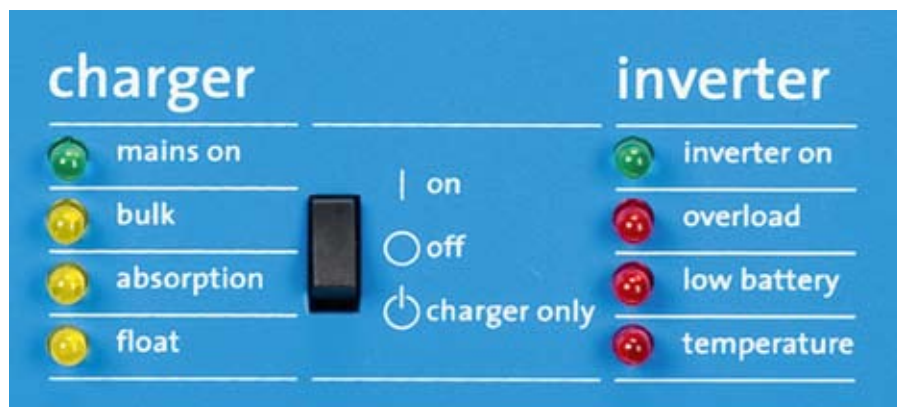 charger
mains on
bulk
absorption
float
| on
off
charger only
inverter
inverter on
overload
low battery
temperature